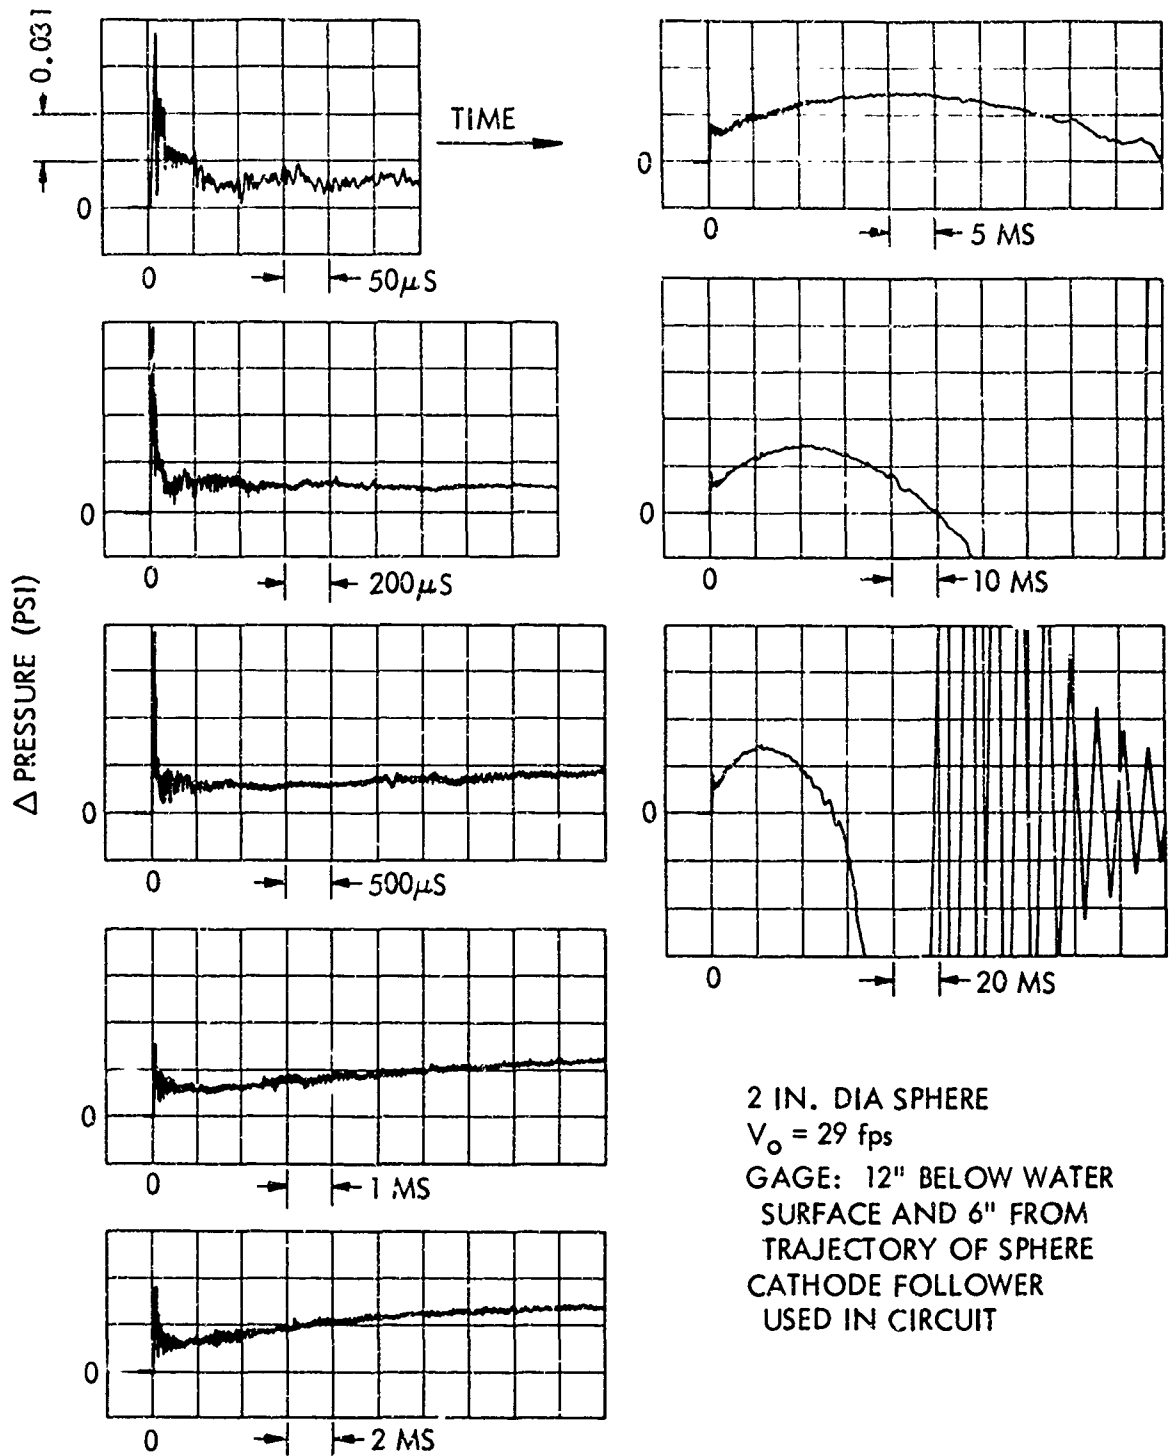 0.031
TIME
0
0
50μS
0
0
5 MS
0
0
200μS
0
0
10 MS
Δ PRESSURE (PSI)
0
0
500μS
0
0
20 MS
0
0
1 MS
0
0
2 MS
2 IN. DIA SPHERE
Vo = 29 fps
GAGE: 12" BELOW WATER
SURFACE AND 6" FROM
TRAJECTORY OF SPHERE
CATHODE FOLLOWER
USED IN CIRCUIT